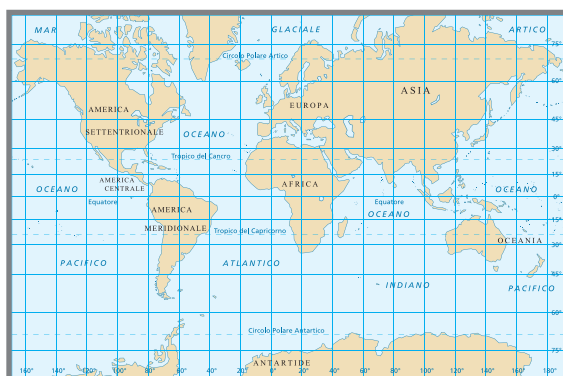 MAR GLACIALE ARTICO
75°
Circolo Polare Artico
60°
ASIA
EUROPA
AMERICA
45°
SETTENTRIONALE
OCEANO
30°
Tropico del Cancro
15°
AMERICA
CENTRALE
AFRICA
OCEANO
OCEANO
0°
Equatore
Equatore
AMERICA
OCEANO
15°
MERIDIONALE
Tropico del Capricorno
30°
OCEANIA
PACIFICO
ATLANTICO
45°
INDIANO
PACIFICO
60°
Circolo Polare Antartico
75°
ANTARTIDE
160° 140° 120° 100° 80° 60° 40° 20° 0° 20° 40° 60° 80° 100° 120° 140° 160° 180°